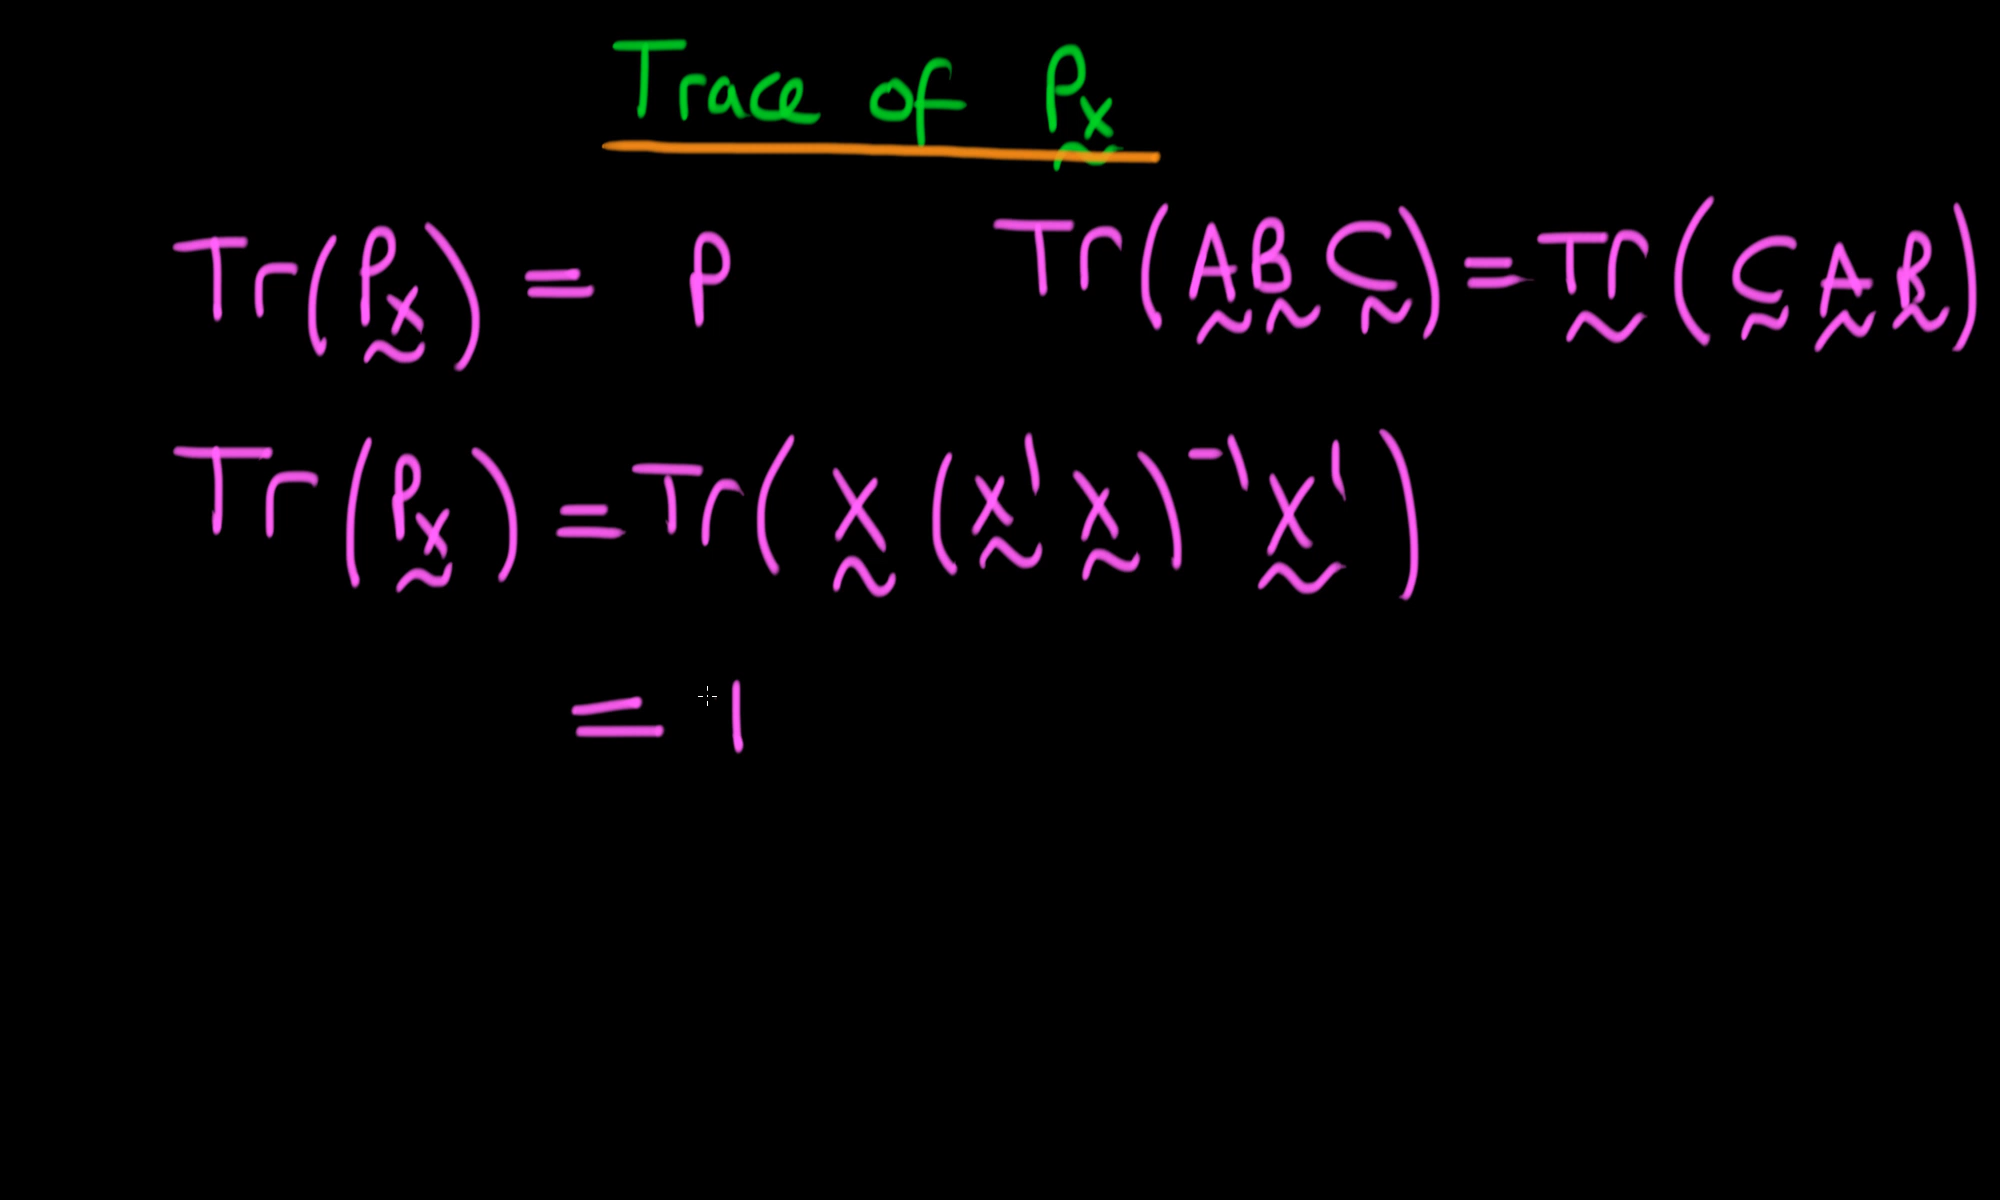 Trace of Px
Tr(Px) = P Tr(ABC) = Tr(CAB)
Tr(Px) = Tr(X(X'X)⁻¹X')
= 1